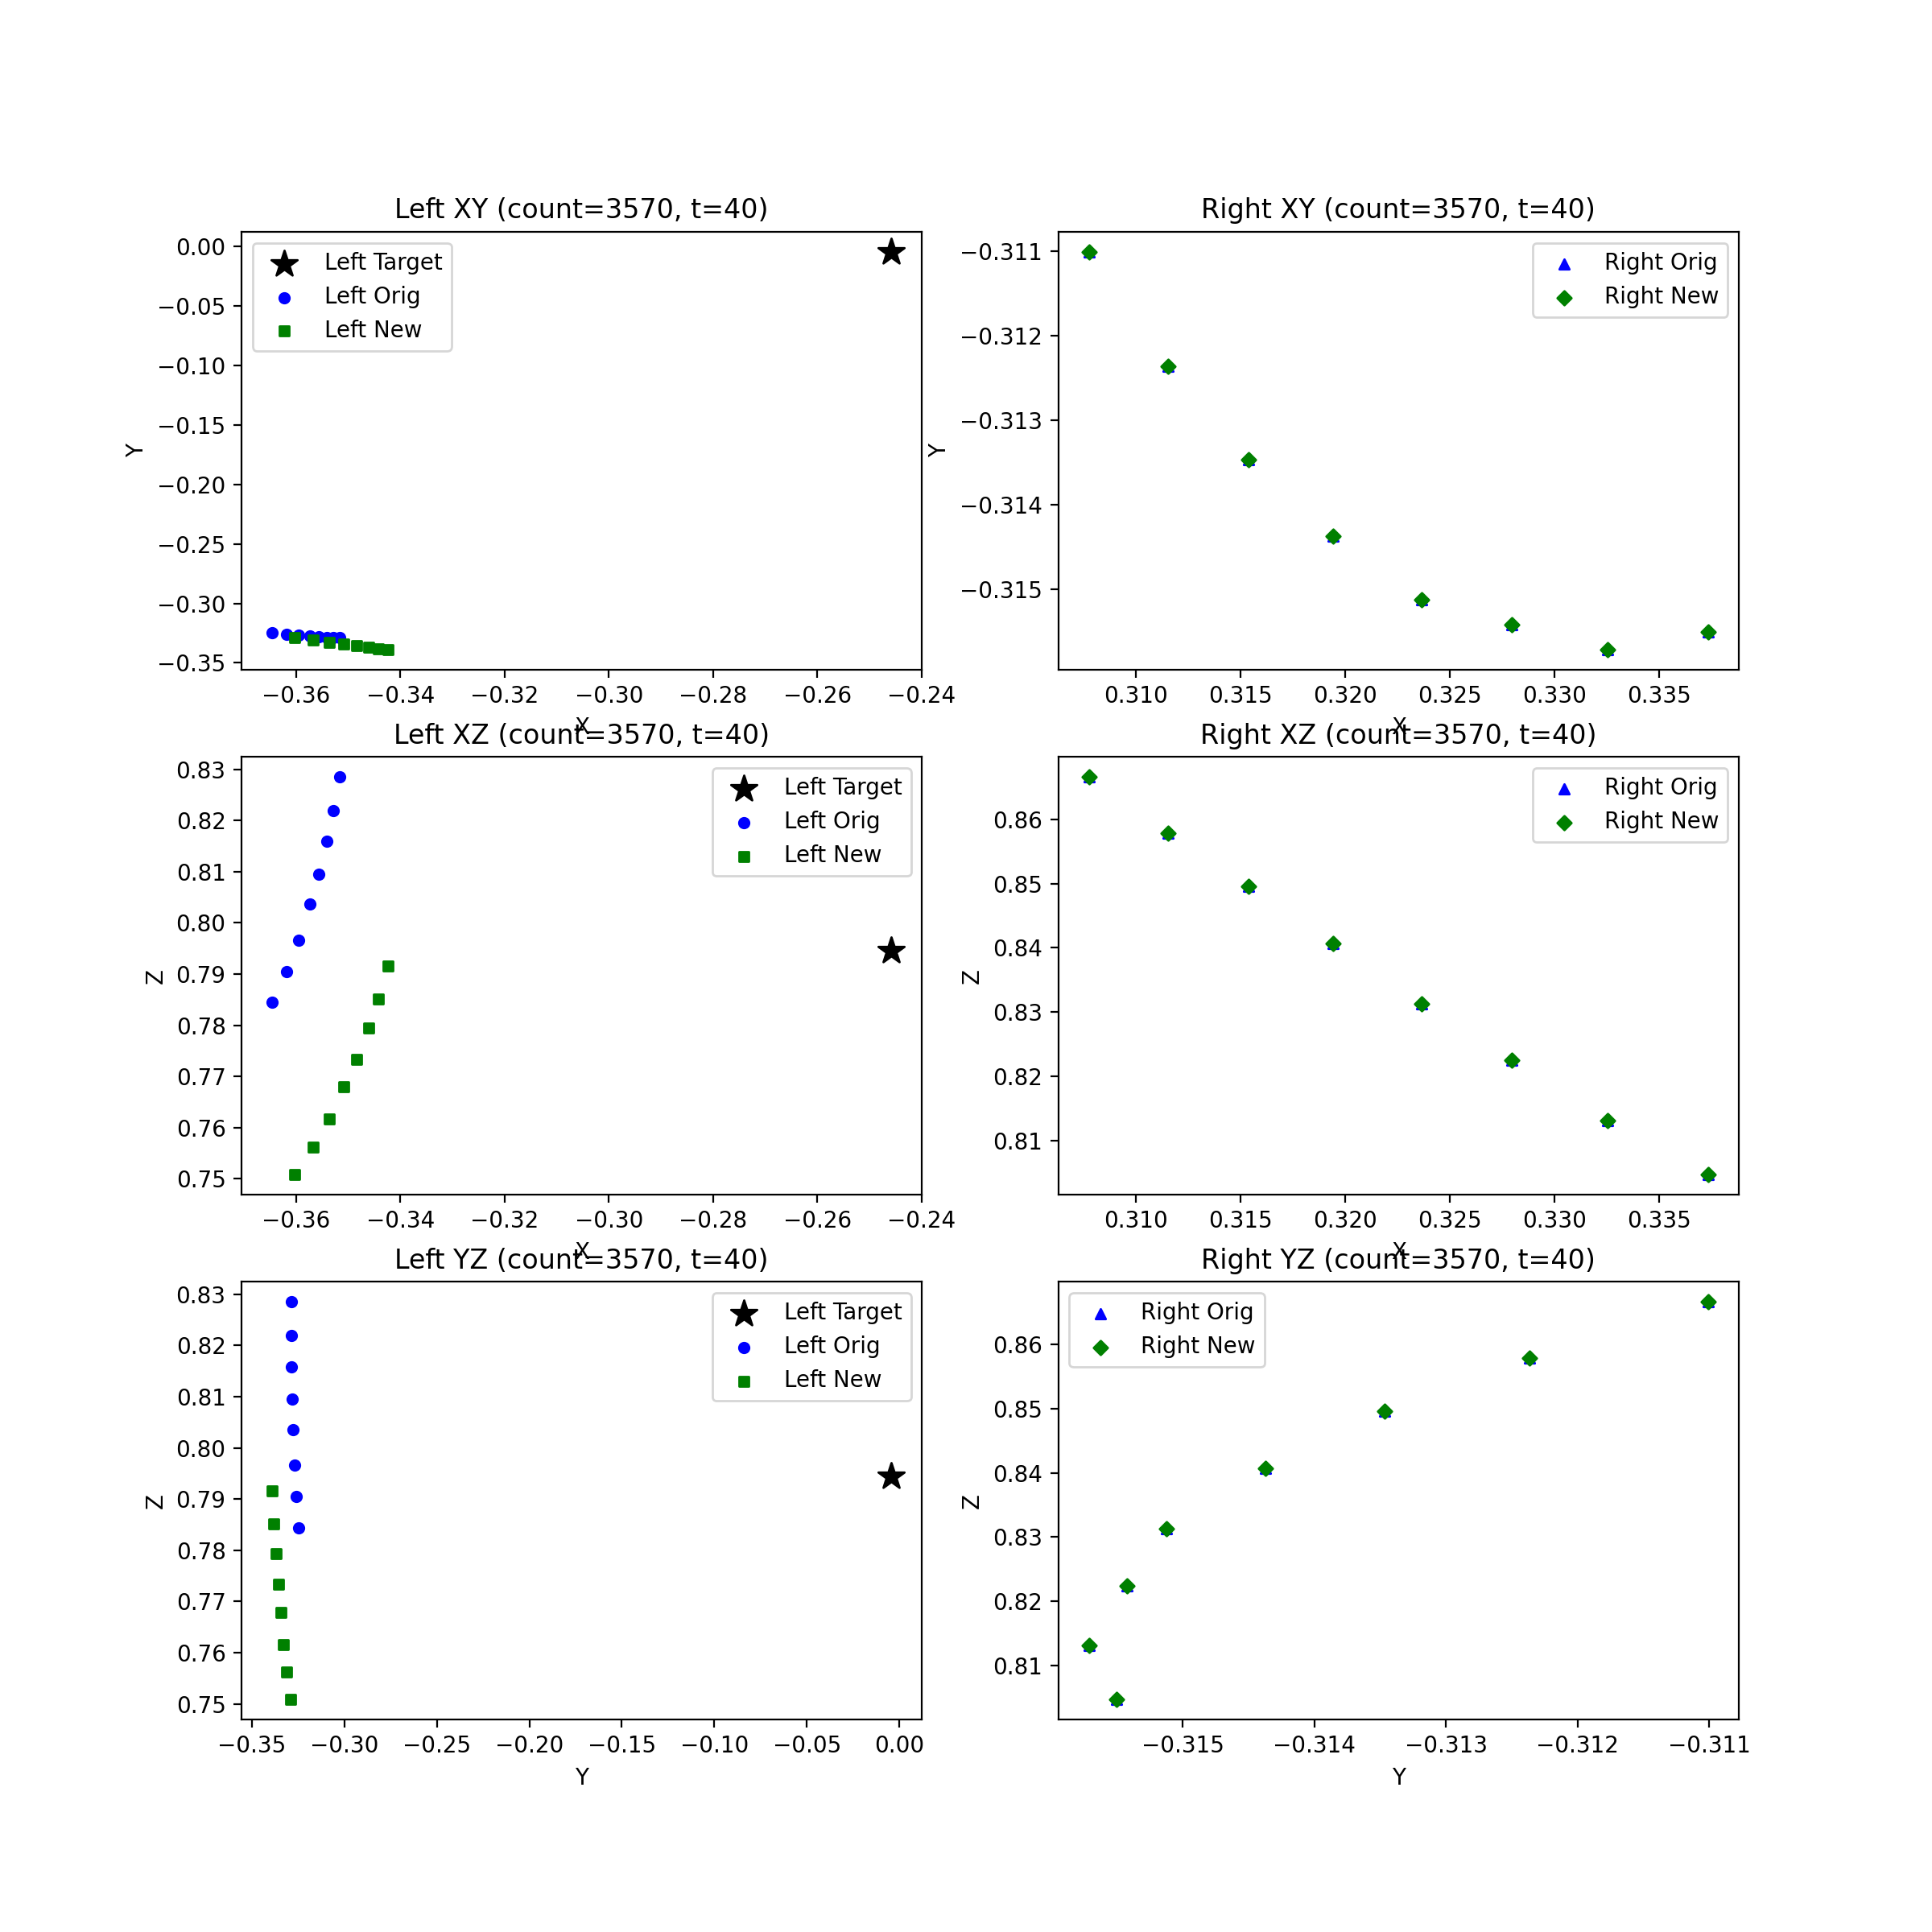 Left XY (count=3570, t=40)
0.00
−0.05
−0.10
−0.15
−0.20
−0.25
−0.30
−0.35
Y
Left Target
Left Orig
Left New
−0.36 −0.34 −0.32 −0.30 −0.28 −0.26 −0.24
X
Right XY (count=3570, t=40)
−0.311
−0.312
−0.313
−0.314
−0.315
Y
Right Orig
Right New
0.310 0.315 0.320 0.325 0.330 0.335
X
Left XZ (count=3570, t=40)
0.83
0.82
0.81
0.80
0.79
0.78
0.77
0.76
0.75
Z
Left Target
Left Orig
Left New
−0.36 −0.34 −0.32 −0.30 −0.28 −0.26 −0.24
X
Right XZ (count=3570, t=40)
0.86
0.85
0.84
0.83
0.82
0.81
Z
Right Orig
Right New
0.310 0.315 0.320 0.325 0.330 0.335
X
Left YZ (count=3570, t=40)
0.83
0.82
0.81
0.80
0.79
0.78
0.77
0.76
0.75
Z
Left Target
Left Orig
Left New
−0.35 −0.30 −0.25 −0.20 −0.15 −0.10 −0.05 0.00
Y
Right YZ (count=3570, t=40)
0.86
0.85
0.84
0.83
0.82
0.81
Z
Right Orig
Right New
−0.315 −0.314 −0.313 −0.312 −0.311
Y